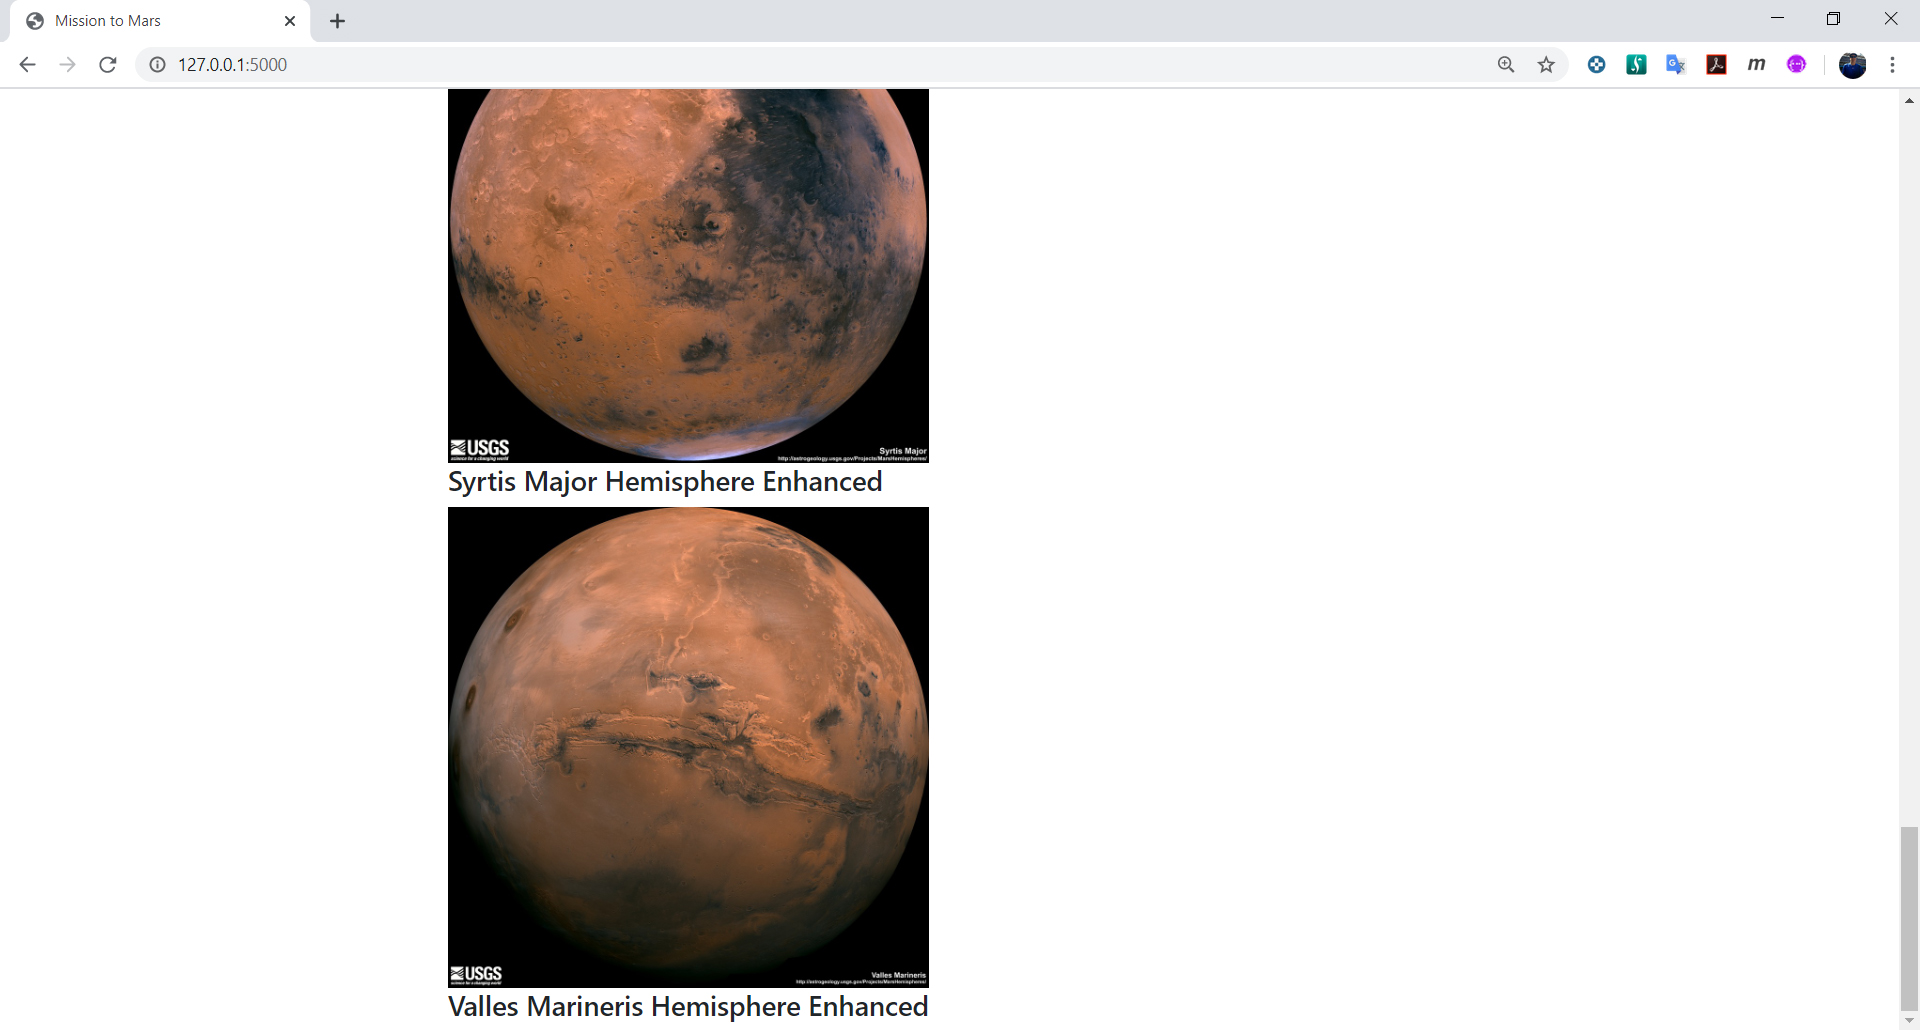 Mission to Mars
127.0.0.1:5000
m
USGS
science for a changing world
Syrtis Major
http://astrogeology.usgs.gov/Projects/MarsHemispheres/
Syrtis Major Hemisphere Enhanced
USGS
science for a changing world
Valles Marineris
http://astrogeology.usgs.gov/Projects/MarsHemispheres/
Valles Marineris Hemisphere Enhanced